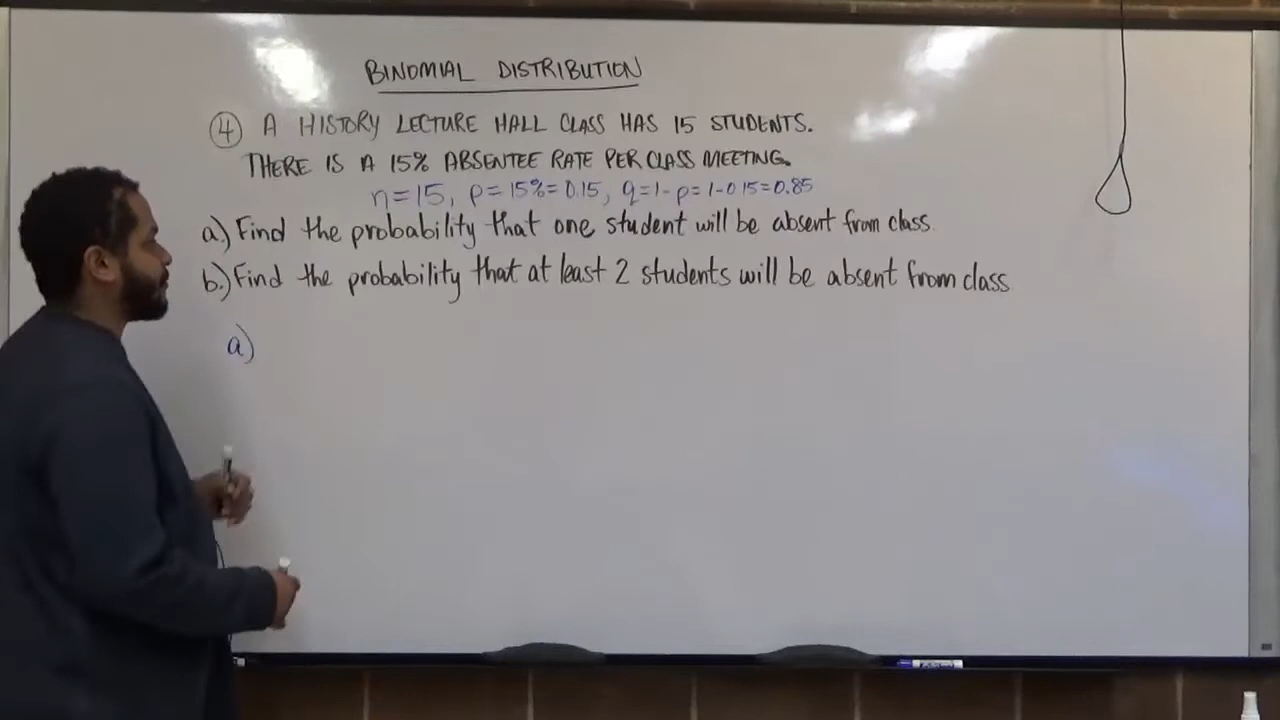 BINOMIAL DISTRIBUTION
④ A HISTORY LECTURE HALL CLASS HAS 15 STUDENTS.
THERE IS A 15% ABSENTEE RATE PER CLASS MEETING.
n=15, p=15%=0.15, q=1-p=1-0.15=0.85
a.) Find the probability that one student will be absent from class.
b.) Find the probability that at least 2 students will be absent from class
a)